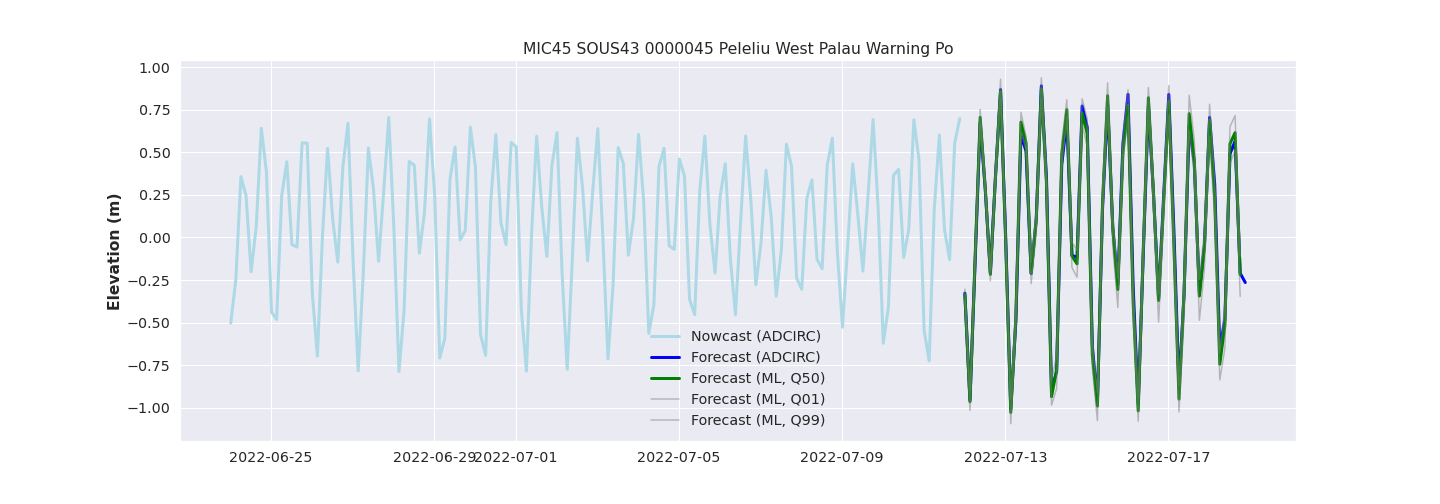 MIC45 SOUS43 0000045 Peleliu West Palau Warning Po
Elevation (m)
1.00
0.75
0.50
0.25
0.00
−0.25
−0.50
−0.75
−1.00
Nowcast (ADCIRC)
Forecast (ADCIRC)
Forecast (ML, Q50)
Forecast (ML, Q01)
Forecast (ML, Q99)
2022-06-25 2022-06-29 2022-07-01 2022-07-05 2022-07-09 2022-07-13 2022-07-17